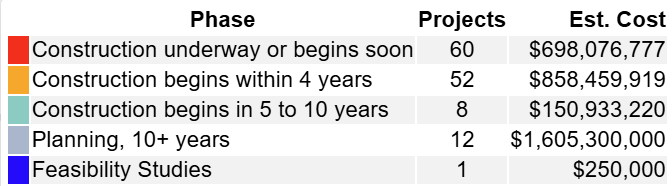 Phase Projects Est. Cost
Construction underway or begins soon 60 $698,076,777
Construction begins within 4 years 52 $858,459,919
Construction begins in 5 to 10 years 8 $150,933,220
Planning, 10+ years 12 $1,605,300,000
Feasibility Studies 1 $250,000